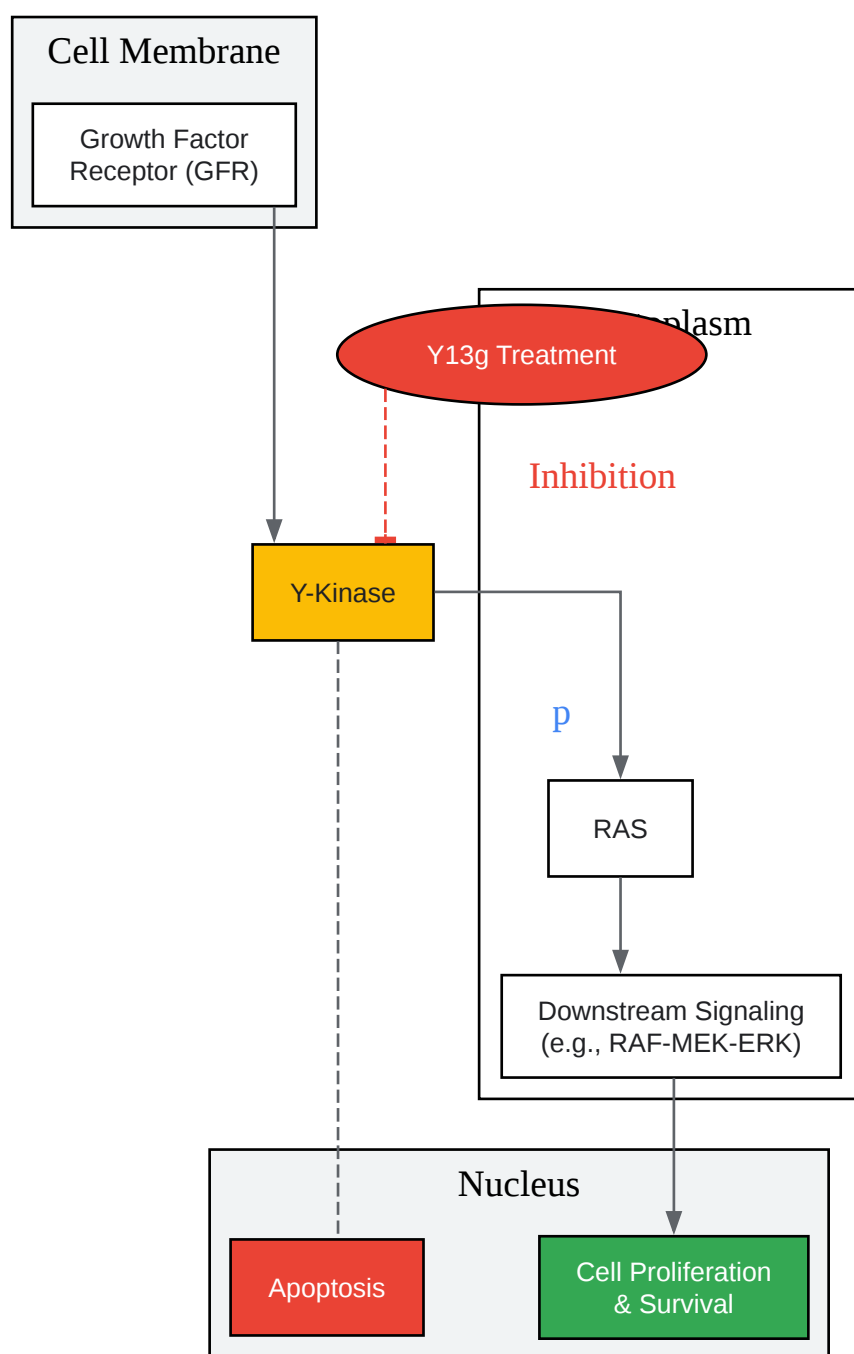 Cell Membrane
Growth Factor
Receptor (GFR)
Y13g Treatment
Inhibition
Y-Kinase
p
RAS
Downstream Signaling
(e.g., RAF-MEK-ERK)
Nucleus
Apoptosis
Cell Proliferation
& Survival